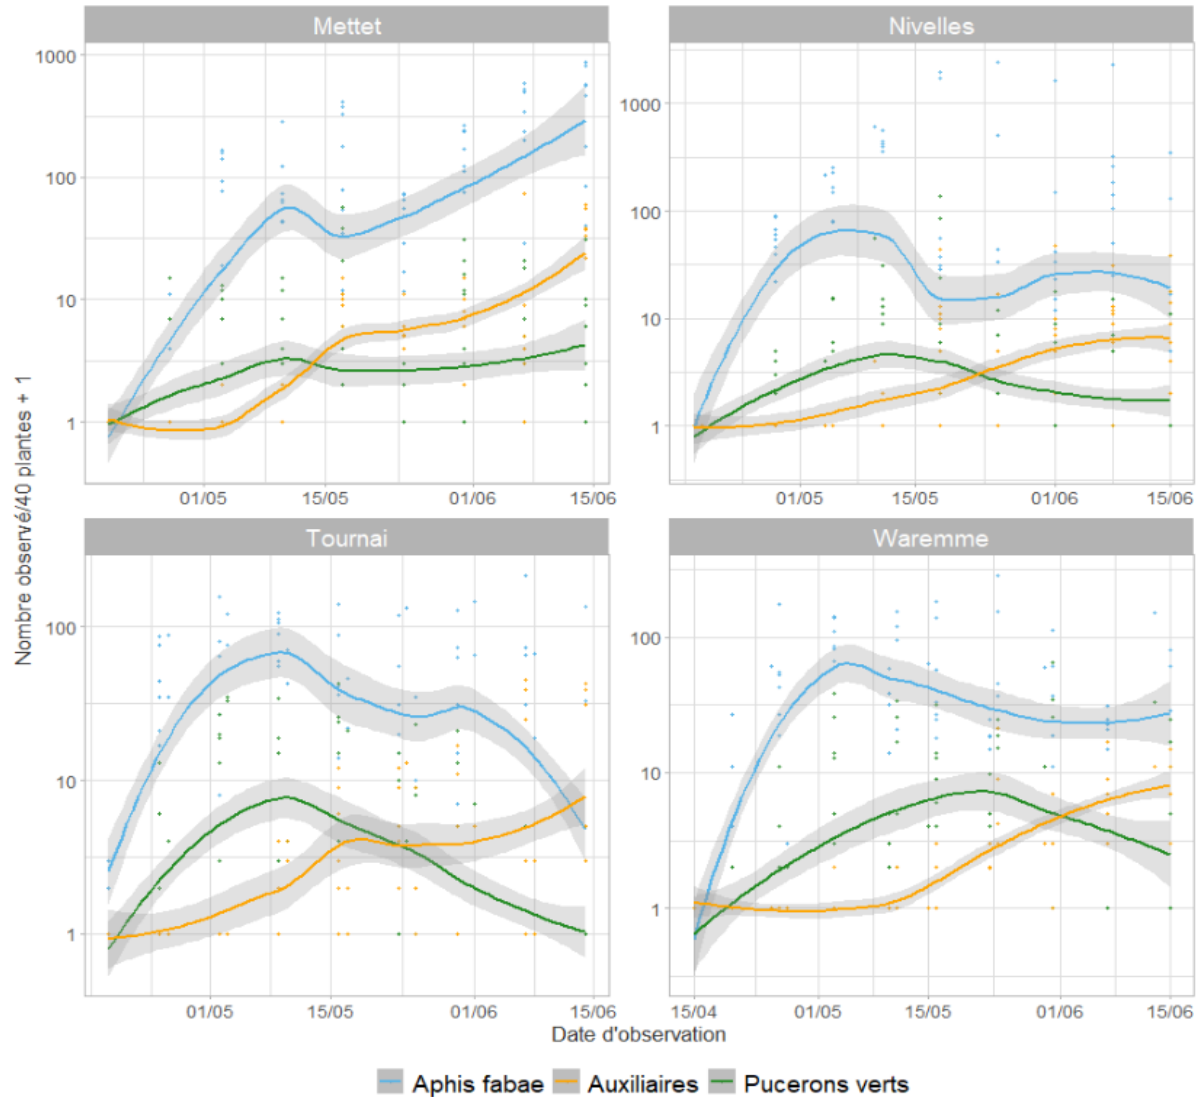 Mettet
Nivelles
1000
100
10
1
01/05 15/05 01/06 15/06
1000
100
10
1
01/05 15/05 01/06 15/06
Nombre observé/40 plantes + 1
Tournai
Waremme
100
10
1
01/05 15/05 01/06 15/06
100
10
1
15/04 01/05 15/05 01/06 15/06
Date d'observation
Aphis fabae Auxiliaires Pucerons verts